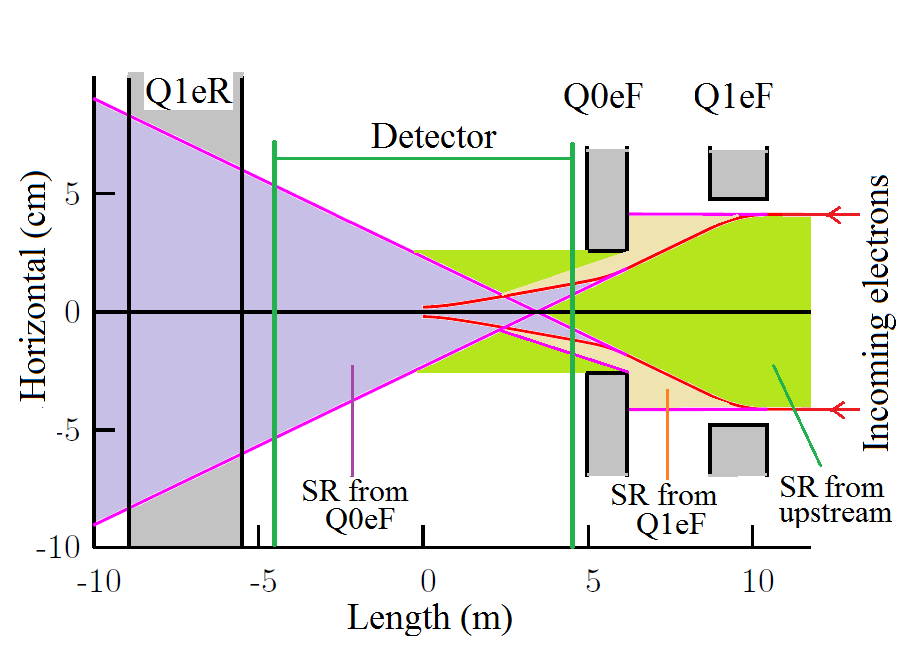 Q1eR
Q0eF
Q1eF
Detector
Horizontal (cm)
5
0
-5
-10
Incoming electrons
SR from
Q0eF
SR from
Q1eF
SR from
upstream
-10
-5
0
5
10
Length (m)